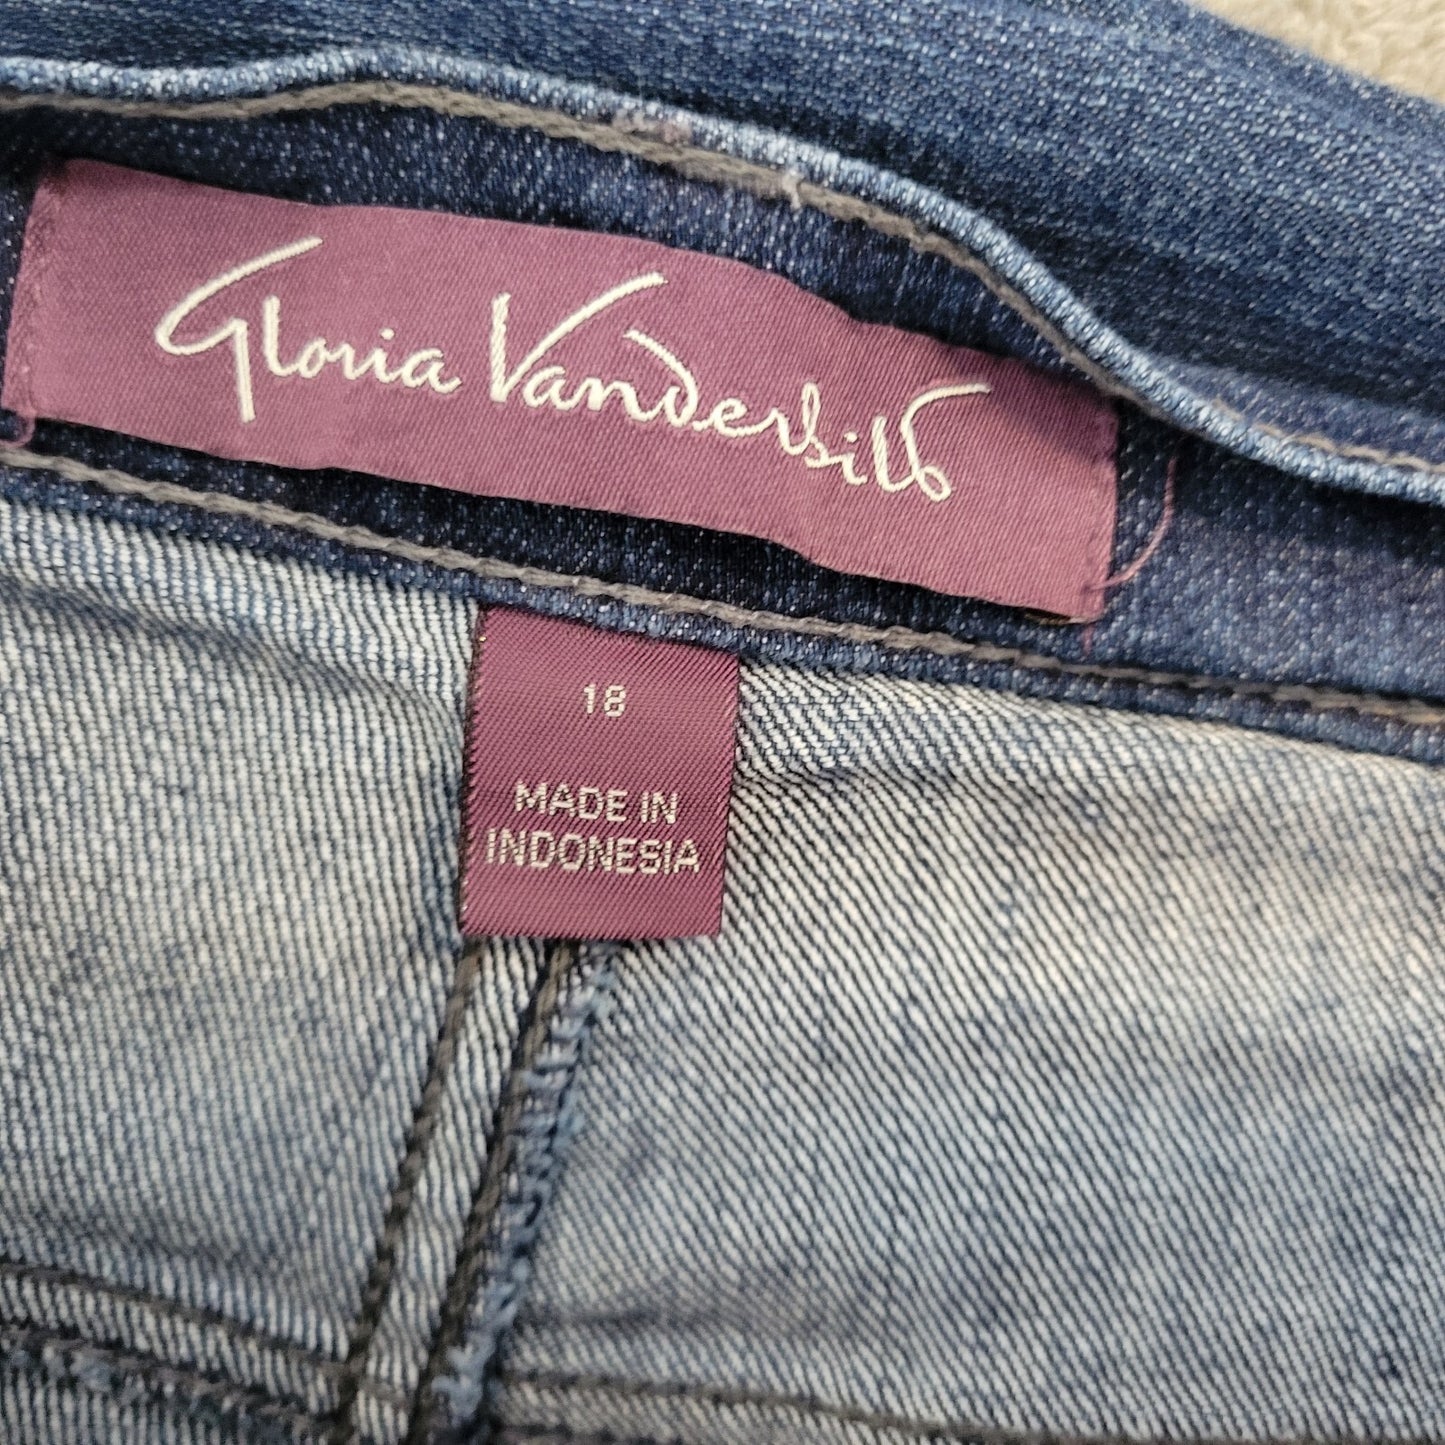 Gloria Vanderbilt
18
MADE IN
INDONESIA